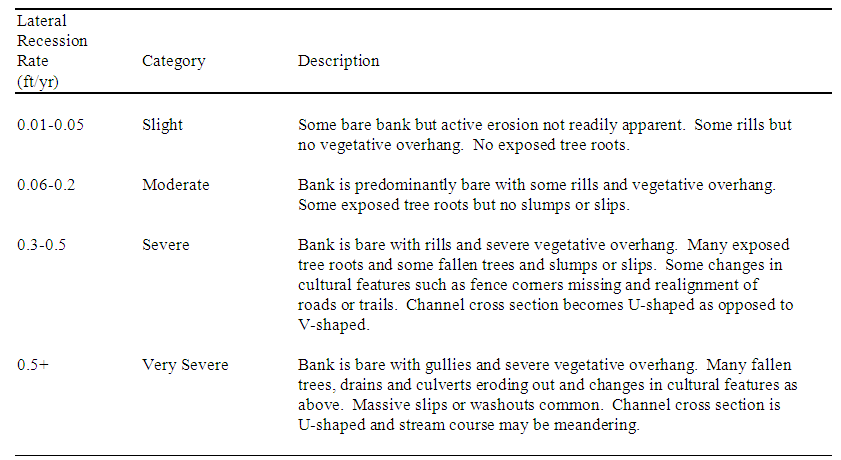 Lateral
Recession
Rate
(ft/yr)
Category
Description
0.01-0.05
Slight
Some bare bank but active erosion not readily apparent. Some rills but
no vegetative overhang. No exposed tree roots.
0.06-0.2
Moderate
Bank is predominantly bare with some rills and vegetative overhang.
Some exposed tree roots but no slumps or slips.
0.3-0.5
Severe
Bank is bare with rills and severe vegetative overhang. Many exposed
tree roots and some fallen trees and slumps or slips. Some changes in
cultural features such as fence corners missing and realignment of
roads or trails. Channel cross section becomes U-shaped as opposed to
V-shaped.
0.5+
Very Severe
Bank is bare with gullies and severe vegetative overhang. Many fallen
trees, drains and culverts eroding out and changes in cultural features as
above. Massive slips or washouts common. Channel cross section is
U-shaped and stream course may be meandering.